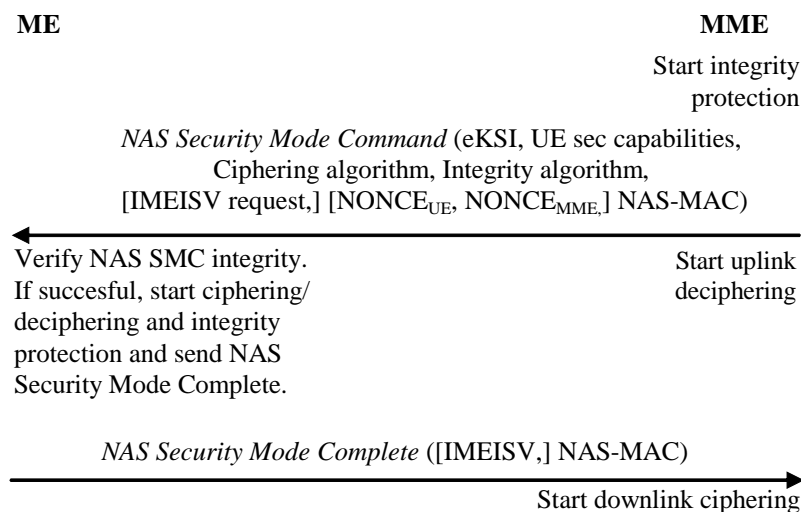 ME
MME
Start integrity
protection
NAS Security Mode Command (eKSI, UE sec capabilities,
Ciphering algorithm, Integrity algorithm,
[IMEISV request,] [NONCEUE, NONCEMME,] NAS-MAC)
Verify NAS SMC integrity.
If succesful, start ciphering/
deciphering and integrity
protection and send NAS
Security Mode Complete.
Start uplink
deciphering
NAS Security Mode Complete ([IMEISV,] NAS-MAC)
Start downlink ciphering